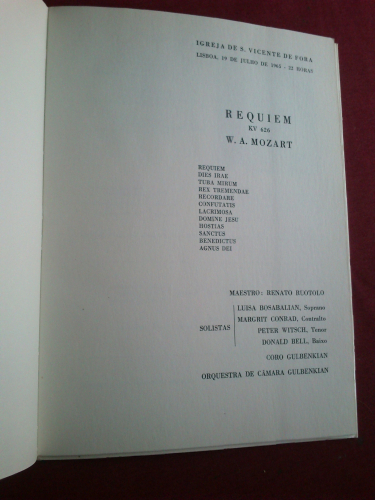 IGREJA DE S. VICENTE DE FORA
LISBOA, 19 DE JULHO DE 1965 - 22 HORAS
REQUIEM
KV 626
W. A. MOZART
REQUIEM
DIES IRAE
TUBA MIRUM
REX TREMENDAE
RECORDARE
CONFUTATIS
LACRIMOSA
DOMINE JESU
HOSTIAS
SANCTUS
BENEDICTUS
AGNUS DEI
MAESTRO: RENATO RUOTOLO
LUISA BOSABALIAN, Soprano
MARGRIT CONRAD, Contralto
SOLISTAS
PETER WITSCH, Tenor
DONALD BELL, Baixo
CORO GULBENKIAN
ORQUESTRA DE CÂMARA GULBENKIAN